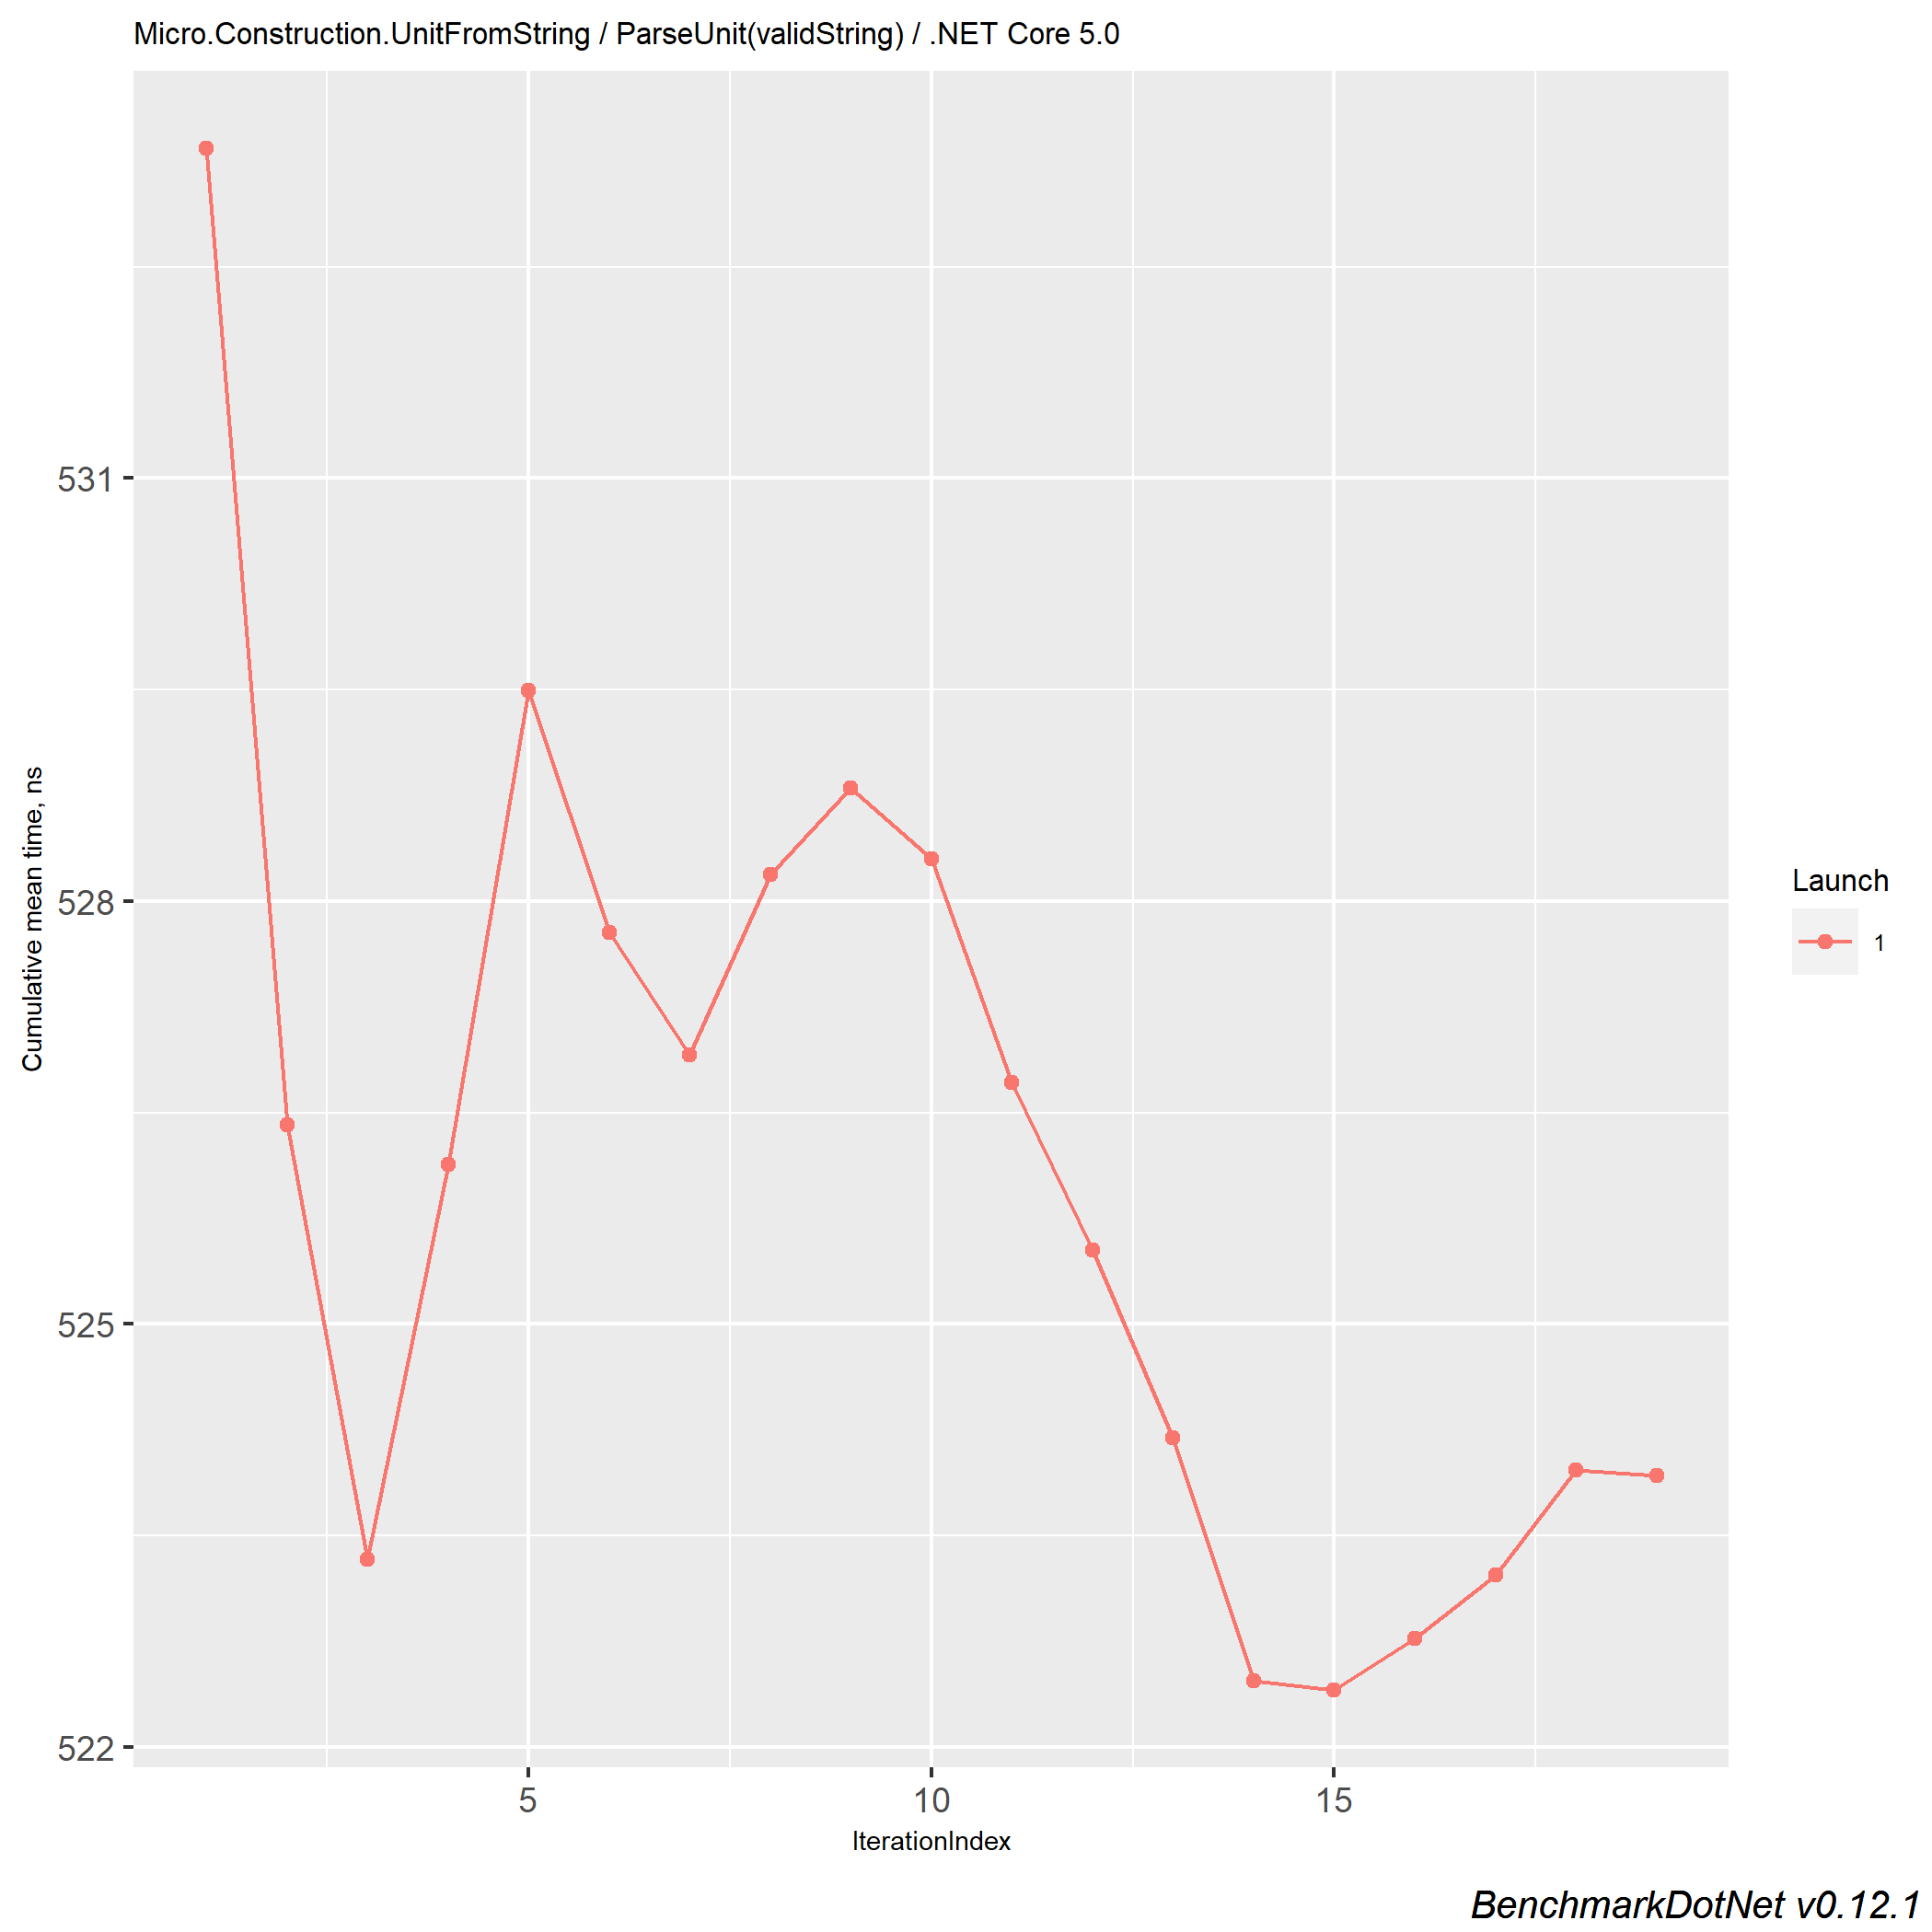 Micro.Construction.UnitFromString / ParseUnit(validString) / .NET Core 5.0
Cumulative mean time, ns
531
528
525
522
5
10
15
IterationIndex
Launch
1
BenchmarkDotNet v0.12.1